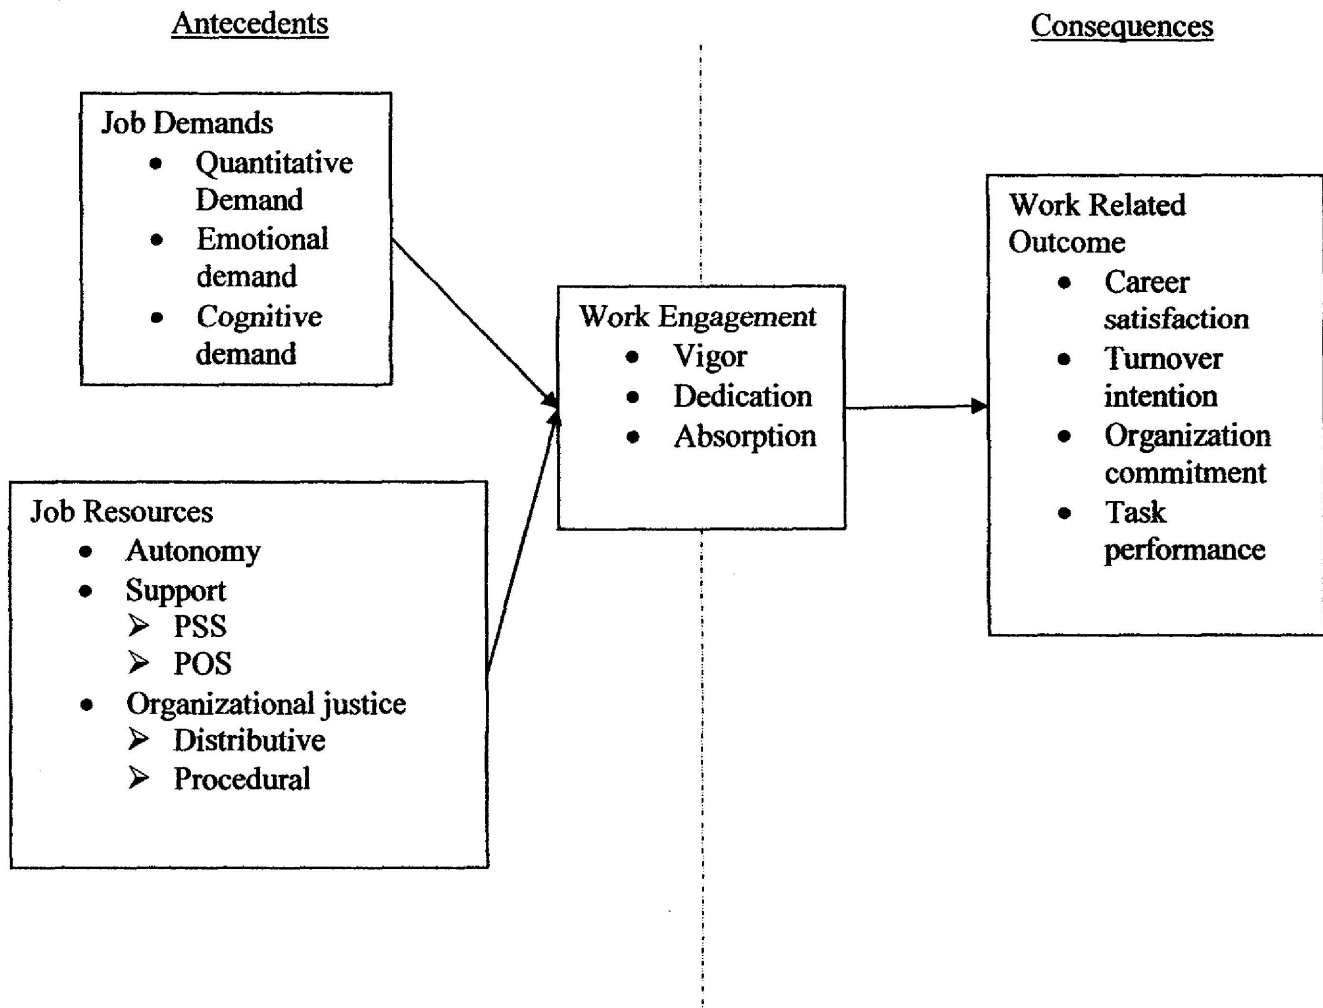 Antecedents
Consequences
Job Demands
• Quantitative
Demand
• Emotional
demand
• Cognitive
demand
Job Resources
• Autonomy
• Support
➢ PSS
➢ POS
• Organizational justice
➢ Distributive
➢ Procedural
Work Engagement
• Vigor
• Dedication
• Absorption
Work Related
Outcome
• Career
satisfaction
• Turnover
intention
• Organization
commitment
• Task
performance